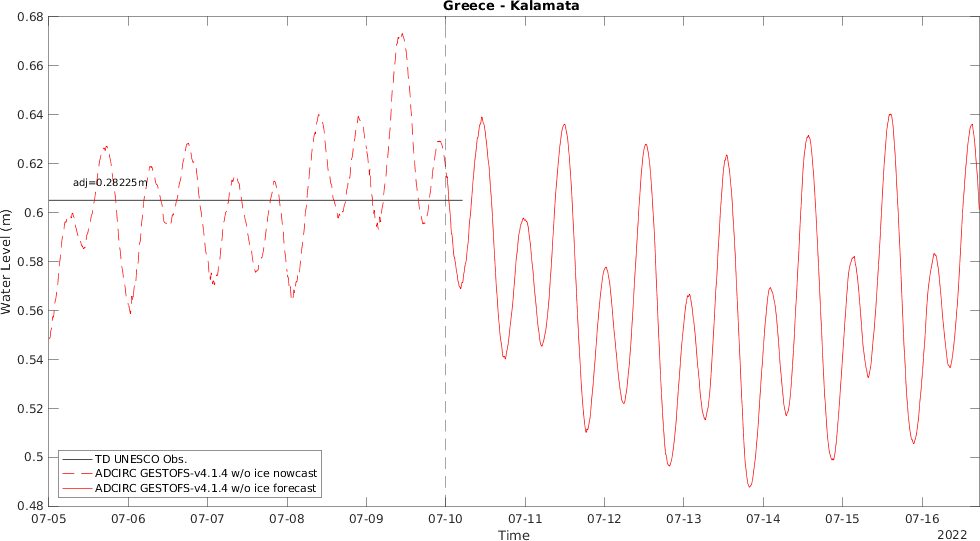 Greece - Kalamata
Water Level (m)
0.68
0.66
0.64
0.62
0.6
0.58
0.56
0.54
0.52
0.5
0.48
adj=0.28225m
TD UNESCO Obs.
ADCIRC GESTOFS-v4.1.4 w/o ice nowcast
ADCIRC GESTOFS-v4.1.4 w/o ice forecast
07-05 07-06 07-07 07-08 07-09 07-10 07-11 07-12 07-13 07-14 07-15 07-16
Time
2022